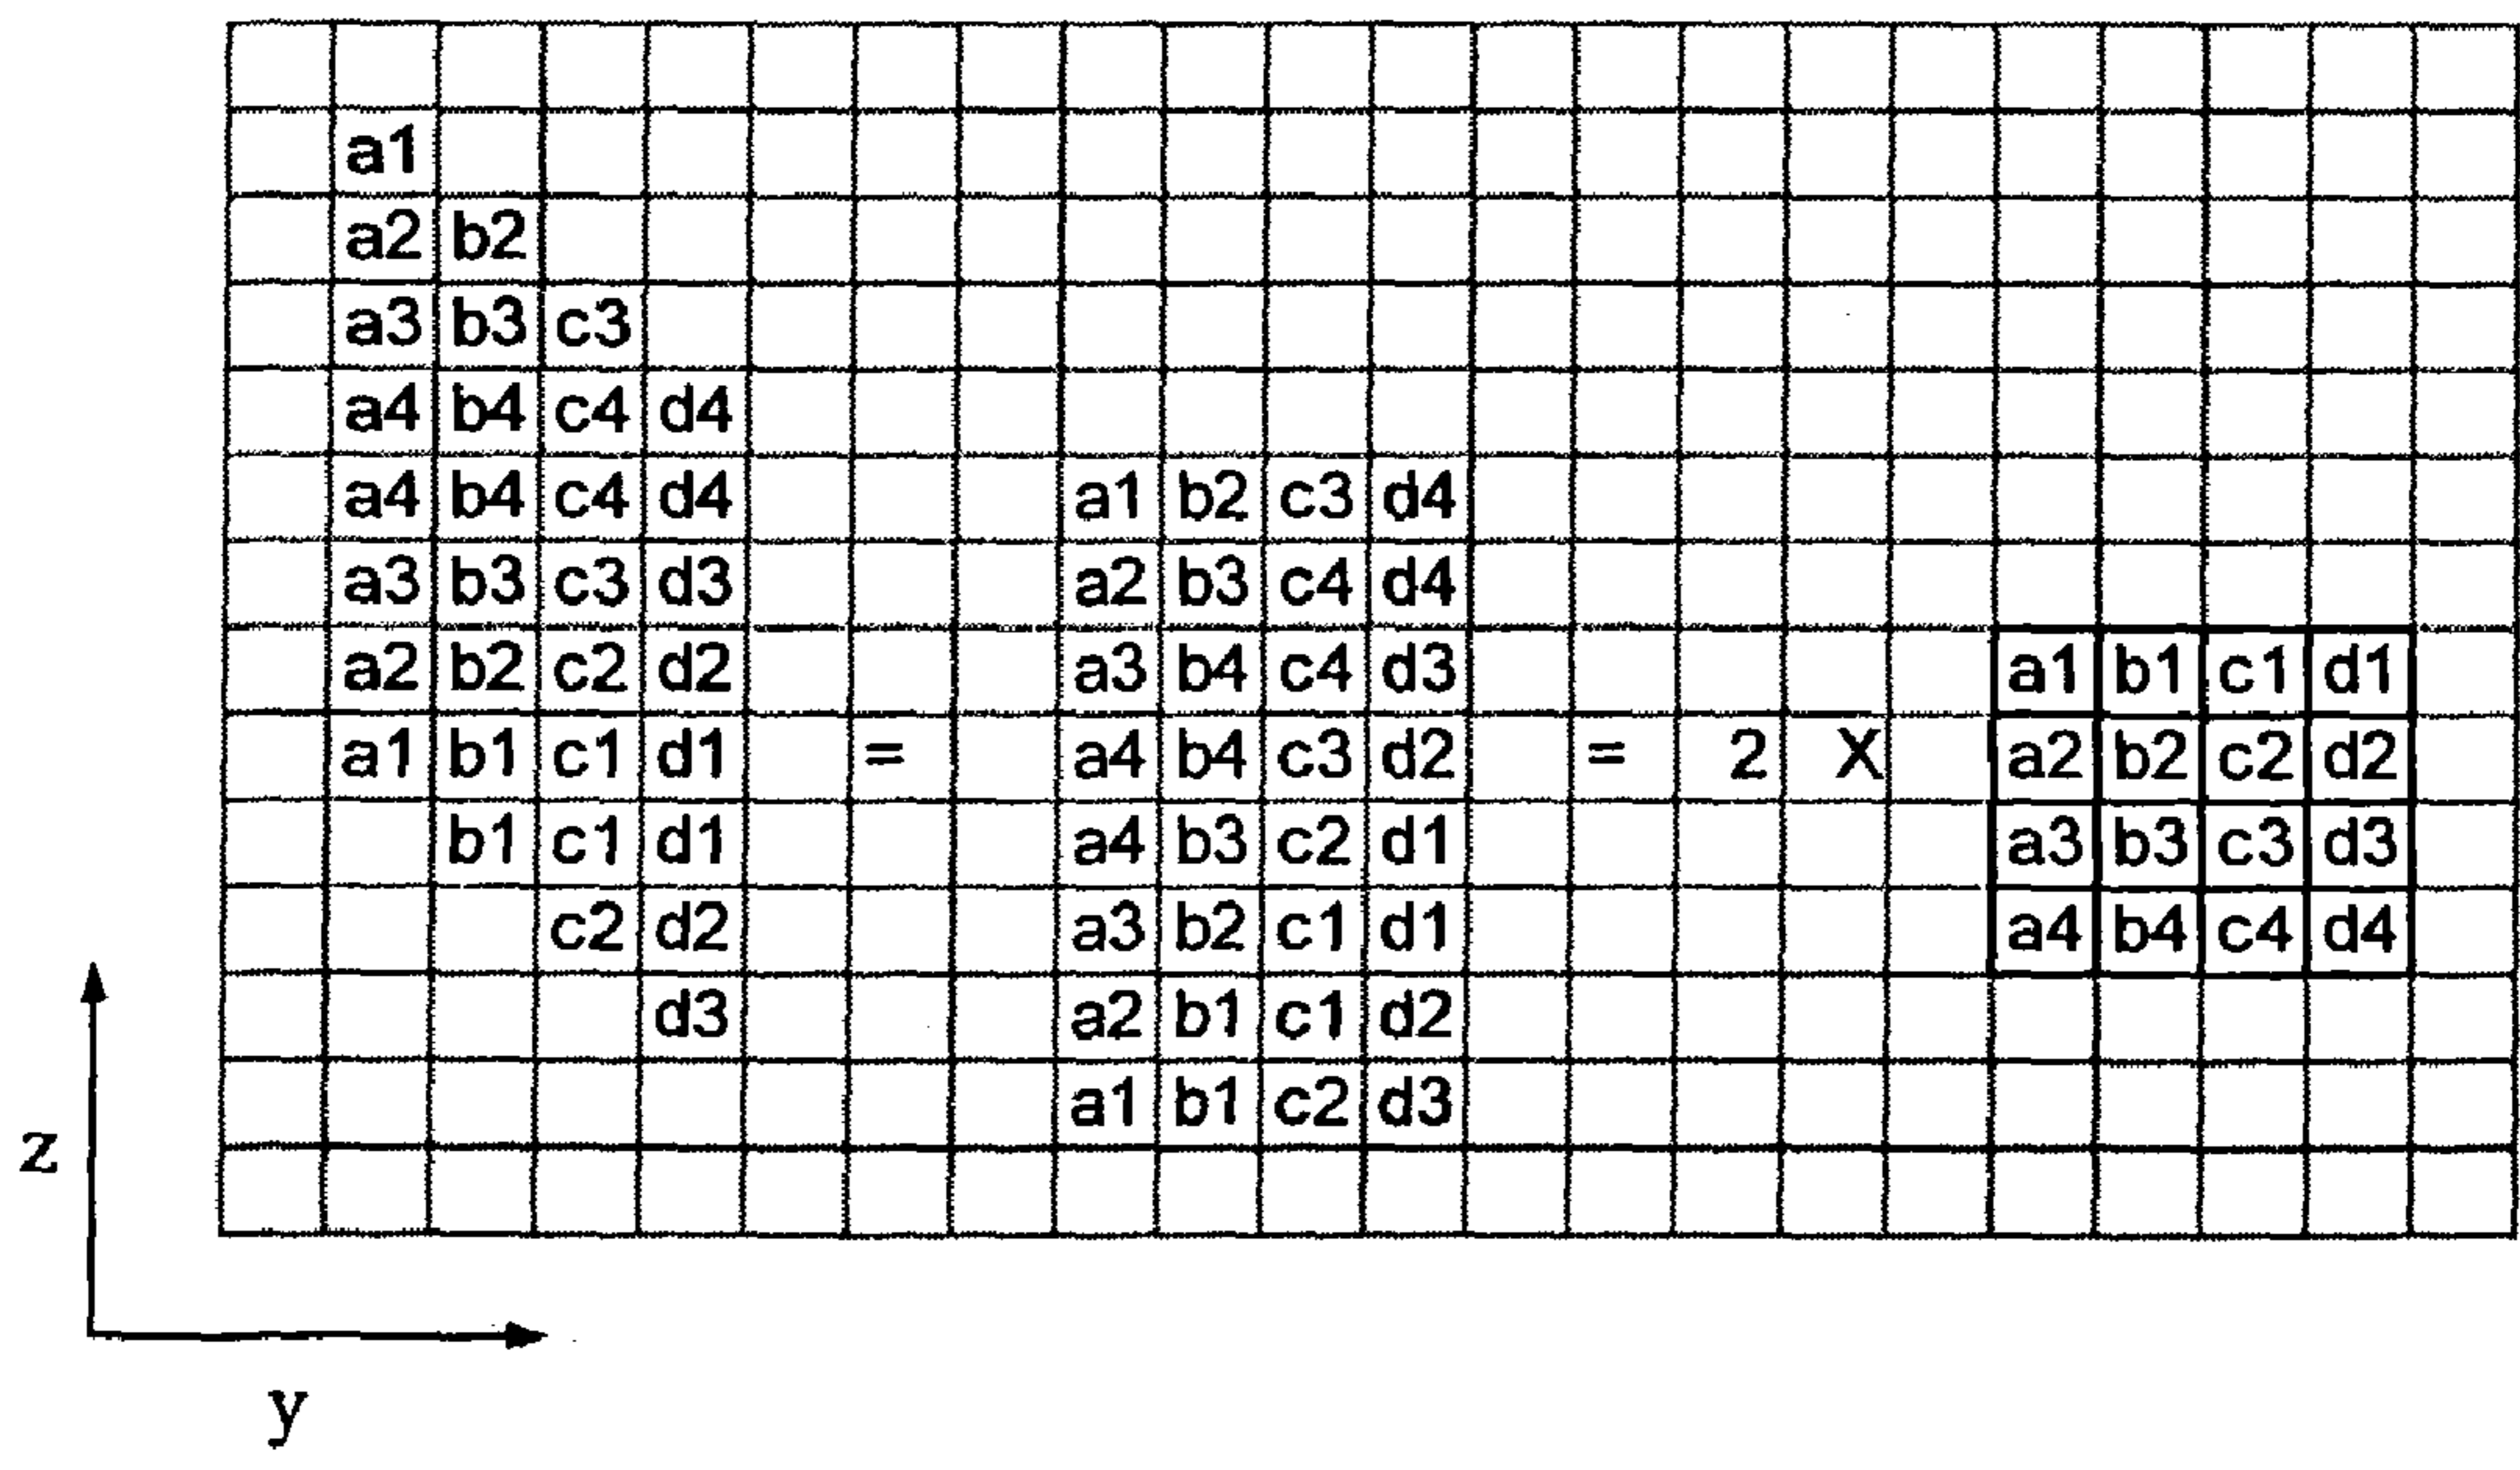 a1
a2 b2
a3 b3 c3
a4 b4 c4 d4
a4 b4 c4 d4 a1 b2 c3 d4
a3 b3 c3 d3 a2 b3 c4 d4
a2 b2 c2 d2 a3 b4 c4 d3 a1 b1 c1 d1
a1 b1 c1 d1 = a4 b4 c3 d2 = 2 X a2 b2 c2 d2
b1 c1 d1 a4 b3 c2 d1 a3 b3 c3 d3
c2 d2 a3 b2 c1 d1 a4 b4 c4 d4
d3 a2 b1 c1 d2
a1 b1 c2 d3
z
y